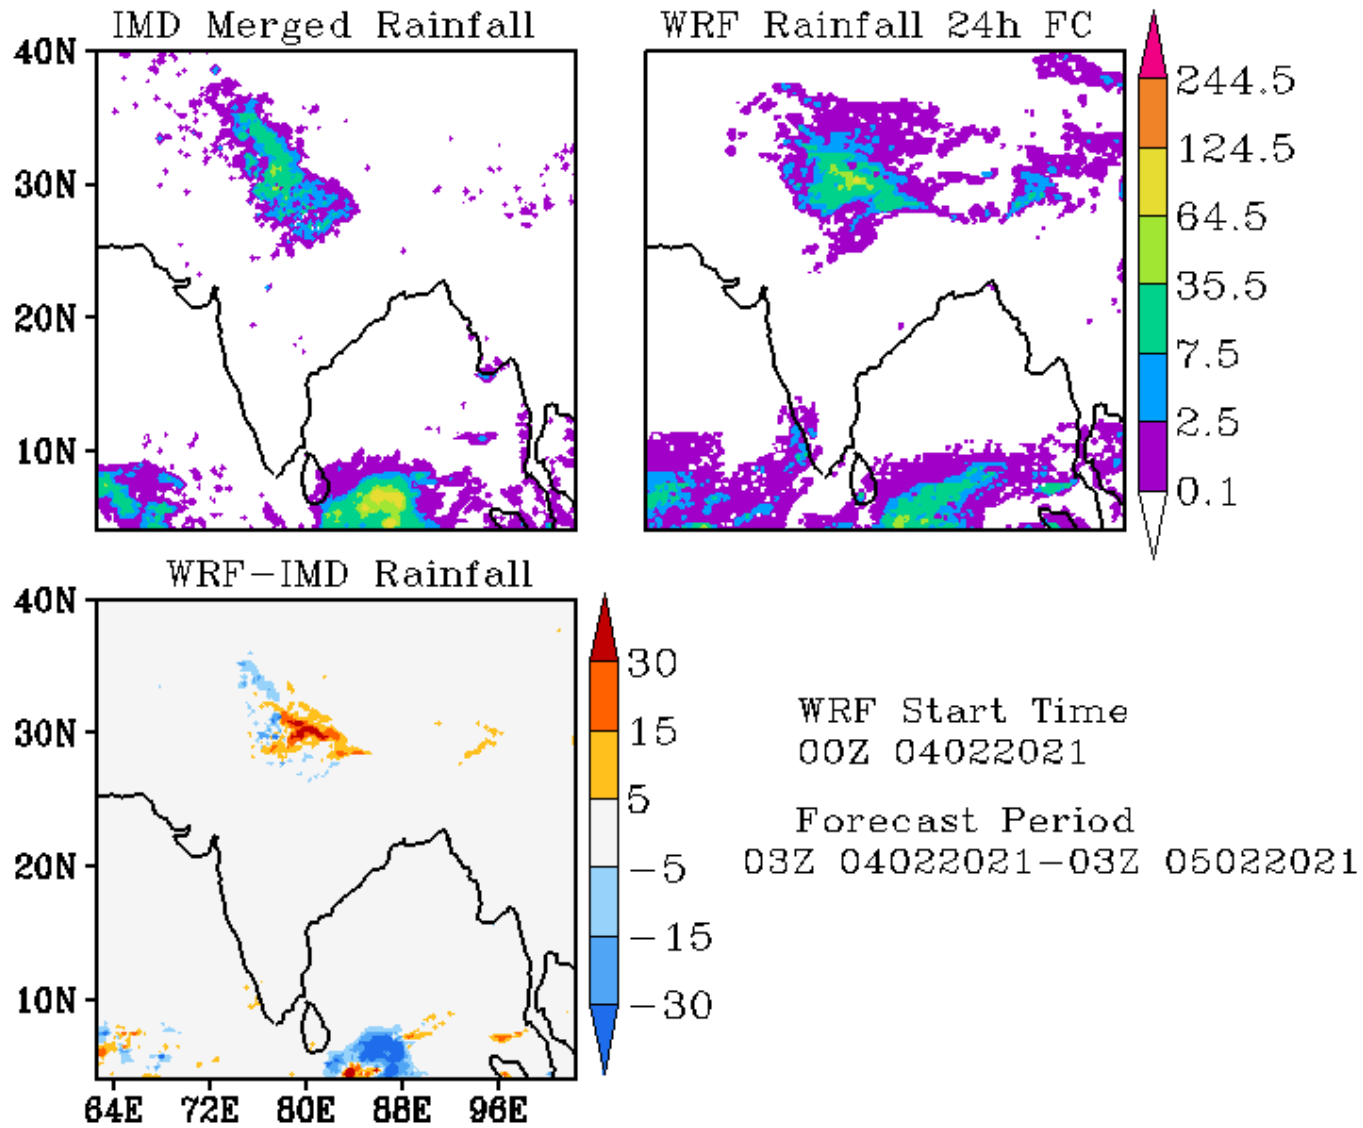 IMD Merged Rainfall
WRF Rainfall 24h FC
40N
30N
20N
10N
244.5
124.5
64.5
35.5
7.5
2.5
0.1
WRF-IMD Rainfall
40N
30N
20N
10N
64E 72E 80E 88E 96E
30
15
5
-5
-15
-30
WRF Start Time
00Z 04022021
Forecast Period
03Z 04022021-03Z 05022021